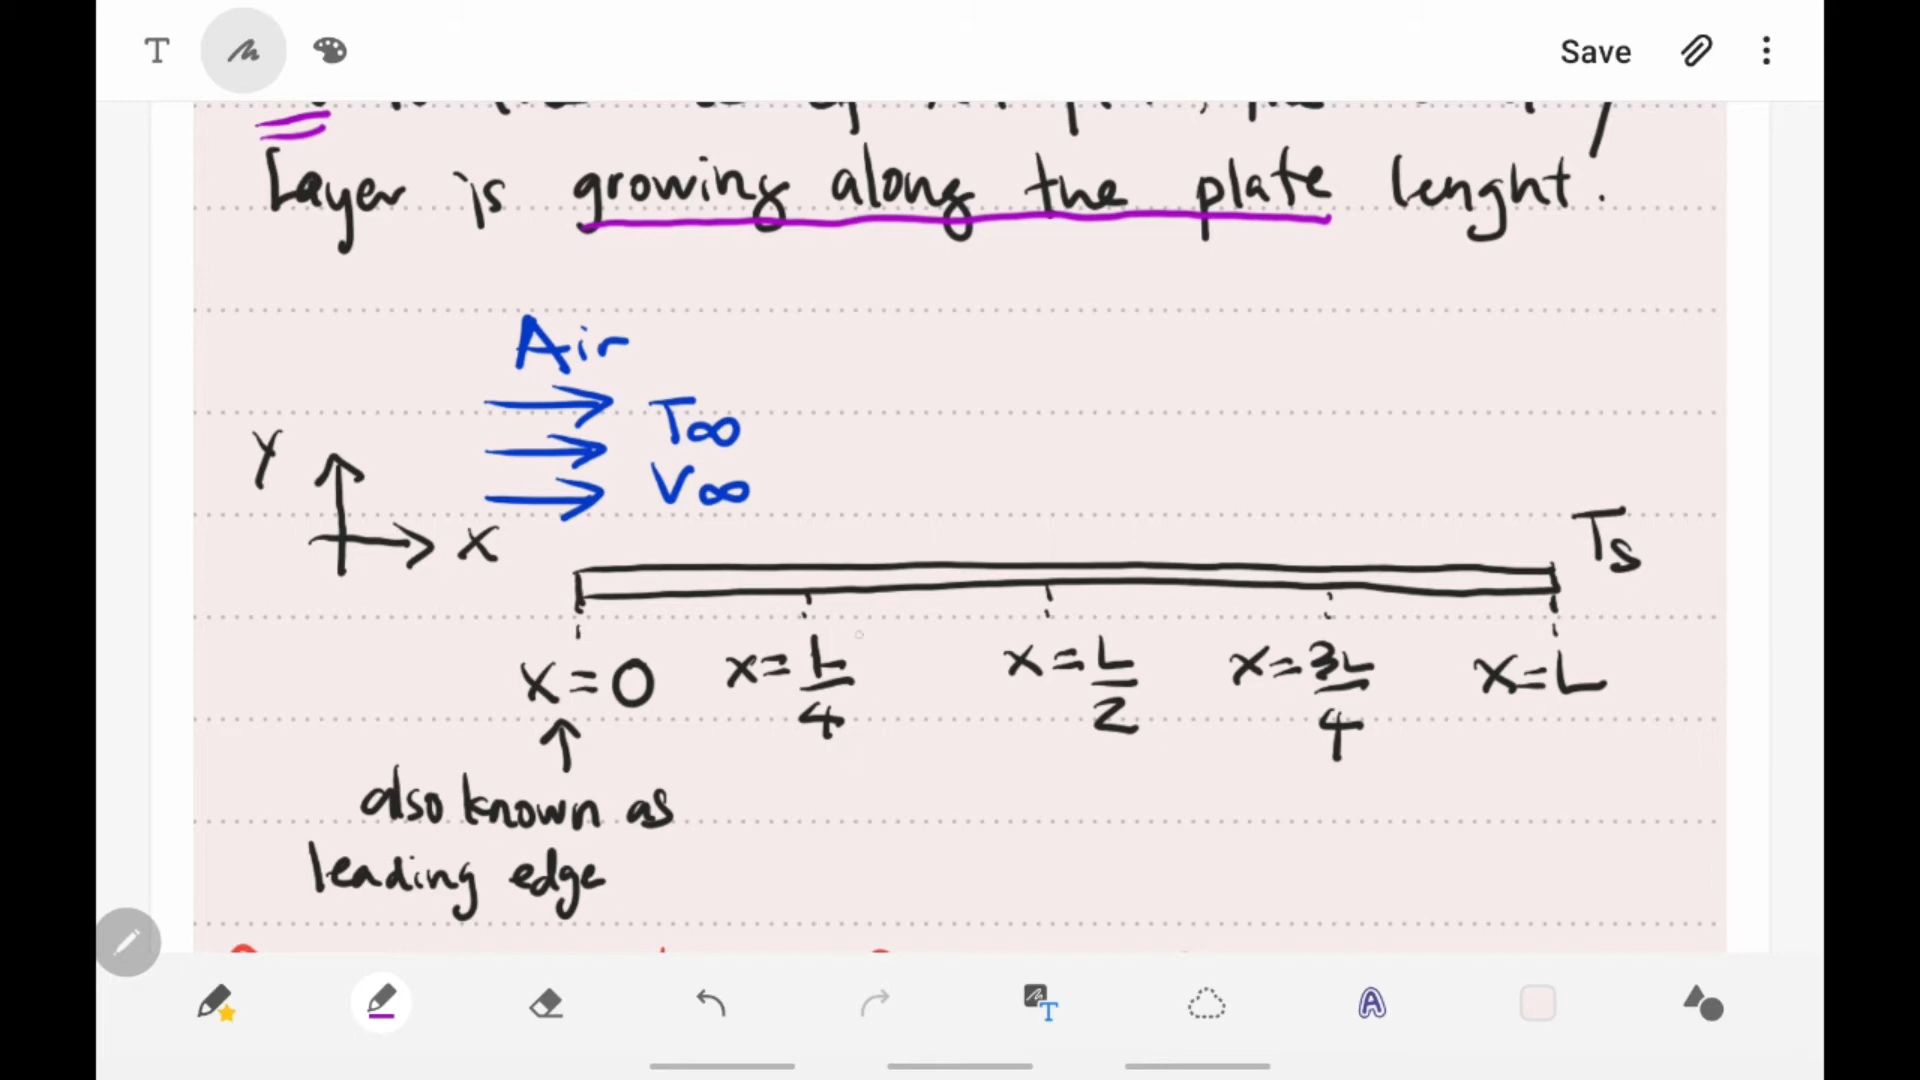 T Save
Layer is growing along the plate lenght.
Air
T∞
V∞
Y
X
Ts
x=0 x=L/4 x=L/2 x=3L/4 x=L
also known as
leading edge
T
A